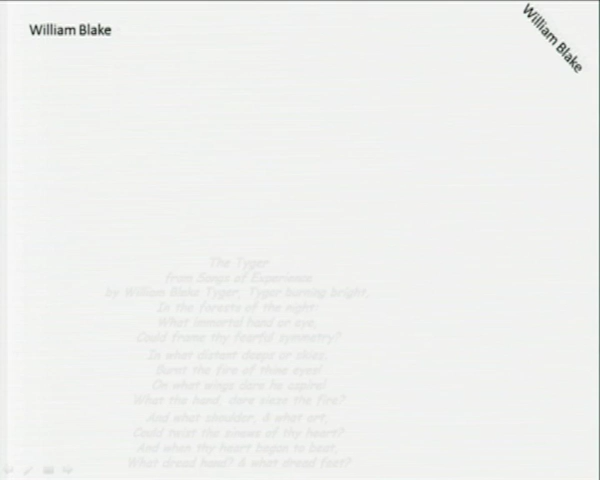 William Blake
William Blake
The Tyger
from Songs of Experience
by William Blake Tyger, Tyger burning bright,
In the forests of the night:
What immortal hand or eye,
Could frame thy fearful symmetry?
In what distant deeps or skies.
Burnt the fire of thine eyes!
On what wings dare he aspire!
What the hand, dare sieze the fire?
And what shoulder, & what art,
Could twist the sinews of thy heart?
And when thy heart began to beat,
What dread hand? & what dread feet?